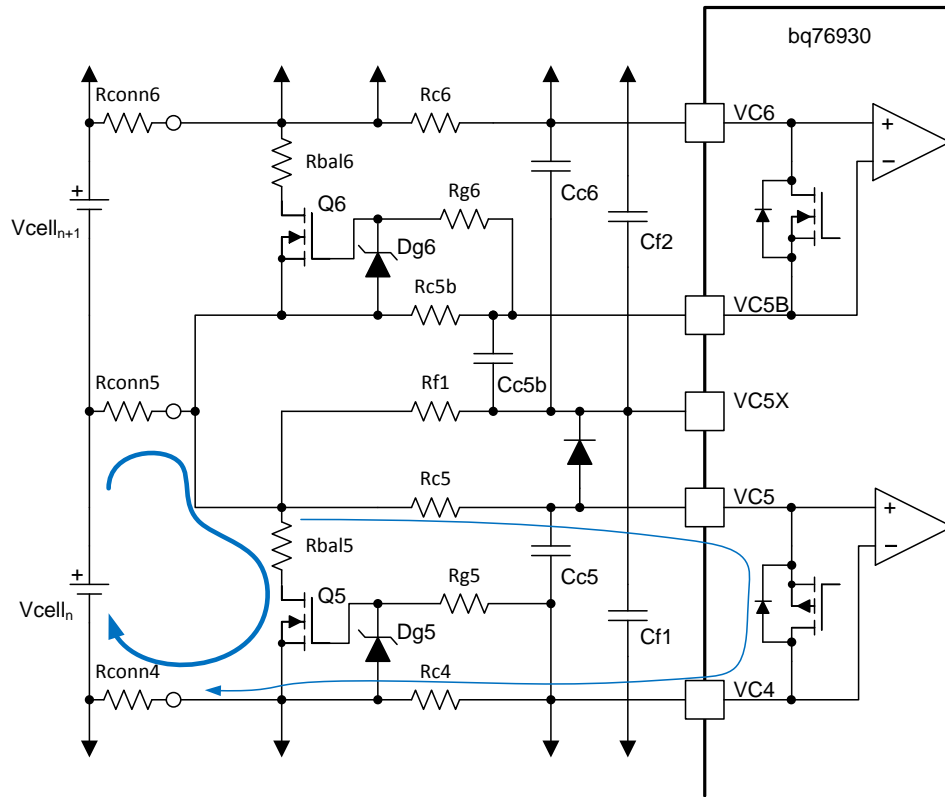 bq76930
Rconn6
Rc6
VC6
+
−
Rbal6
Cc6
+
Vcelln+1
Q6
Rg6
Dg6
Cf2
Rc5b
VC5B
Cc5b
Rconn5
Rf1
VC5X
Rc5
VC5
+
−
Rbal5
Cc5
+
Vcelln
Q5
Rg5
Dg5
Cf1
Rconn4
Rc4
VC4